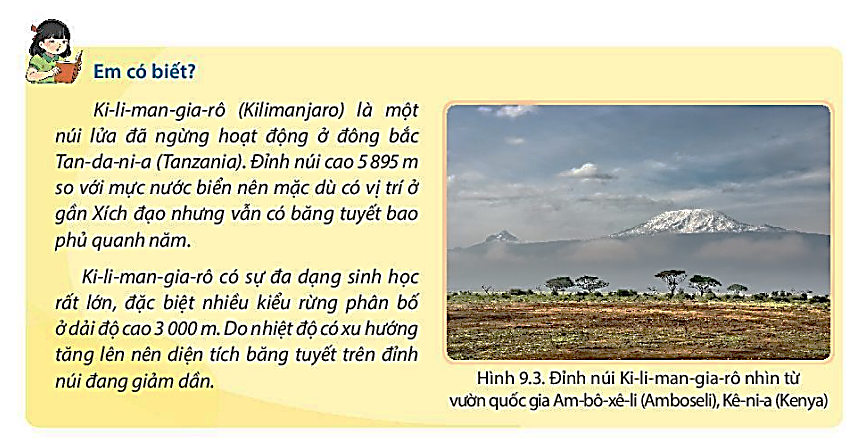 Em có biết?
Ki-li-man-gia-rô (Kilimanjaro) là một
núi lửa đã ngừng hoạt động ở đông bắc
Tan-da-ni-a (Tanzania). Đỉnh núi cao 5 895 m
so với mực nước biển nên mặc dù có vị trí ở
gần Xích đạo nhưng vẫn có băng tuyết bao
phủ quanh năm.
Ki-li-man-gia-rô có sự đa dạng sinh học
rất lớn, đặc biệt nhiều kiểu rừng phân bố
ở dải độ cao 3 000 m. Do nhiệt độ có xu hướng
tăng lên nên diện tích băng tuyết trên đỉnh
núi đang giảm dần.
Hình 9.3. Đỉnh núi Ki-li-man-gia-rô nhìn từ
vườn quốc gia Am-bô-xê-li (Amboseli), Kê-ni-a (Kenya)